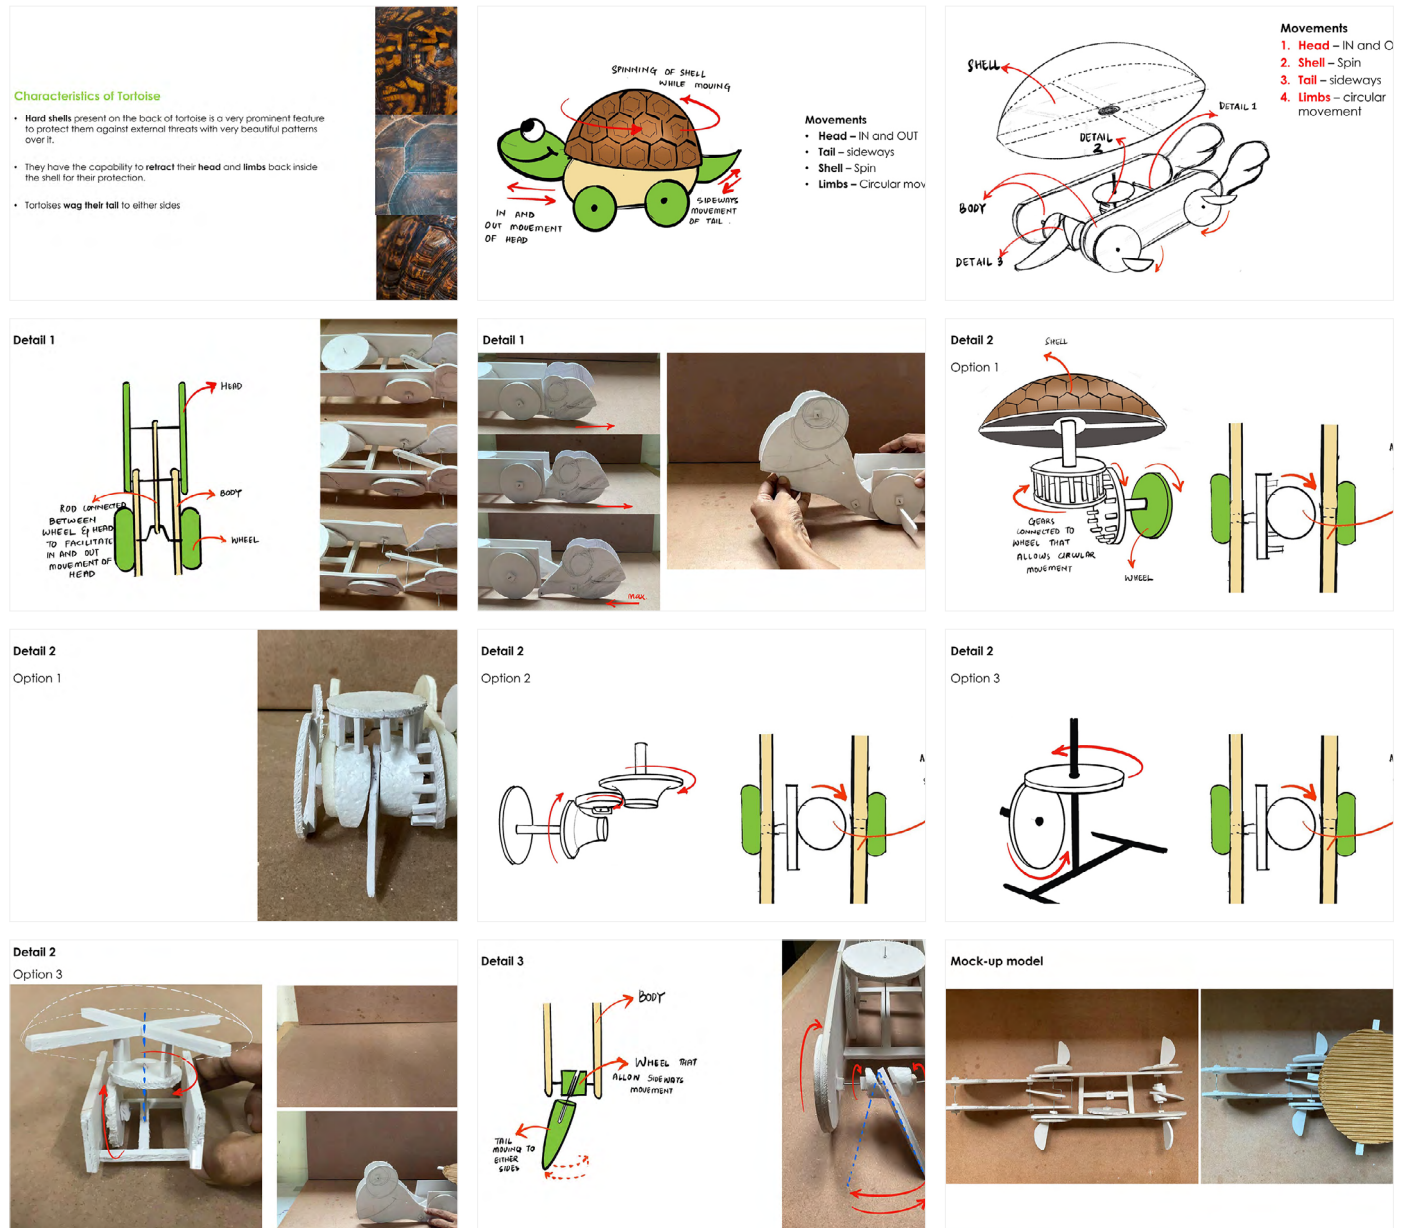 Characteristics of Tortoise
• Hard shells present on the back of tortoise is a very prominent feature
to protect them against external threats with very beautiful patterns
over it.
• They have the capability to retract their head and limbs back inside
the shell for their protection.
• Tortoises wag their tail to either sides
SPINNING OF SHELL
WHILE MOVING
IN AND
OUT MOVEMENT
OF HEAD
SIDEWAYS
MOVEMENT
OF TAIL.
Movements
• Head – IN and OUT
• Tail – sideways
• Shell – Spin
• Limbs – Circular mov
SHELL
DETAIL 1
DETAIL
2
BODY
DETAIL 3
Movements
1. Head – IN and O
2. Shell – Spin
3. Tail – sideways
4. Limbs – circular
movement
Detail 1
HEAD
BODY
ROD CONNECTED
BETWEEN
WHEEL & HEAD
TO FACILITATE
IN AND OUT
MOVEMENT OF
HEAD
WHEEL
Detail 1
max.
Detail 2
Option 1
SHELL
GEARS
CONNECTED TO
WHEEL THAT
ALLOWS CIRCULAR
MOVEMENT
WHEEL
A
Detail 2
Option 1
Detail 2
Option 2
A
Detail 2
Option 3
A
Detail 2
Option 3
Detail 3
BODY
WHEEL THAT
ALLOW SIDEWAYS
MOVEMENT
TAIL
MOVING TO
EITHER
SIDES
Mock-up model